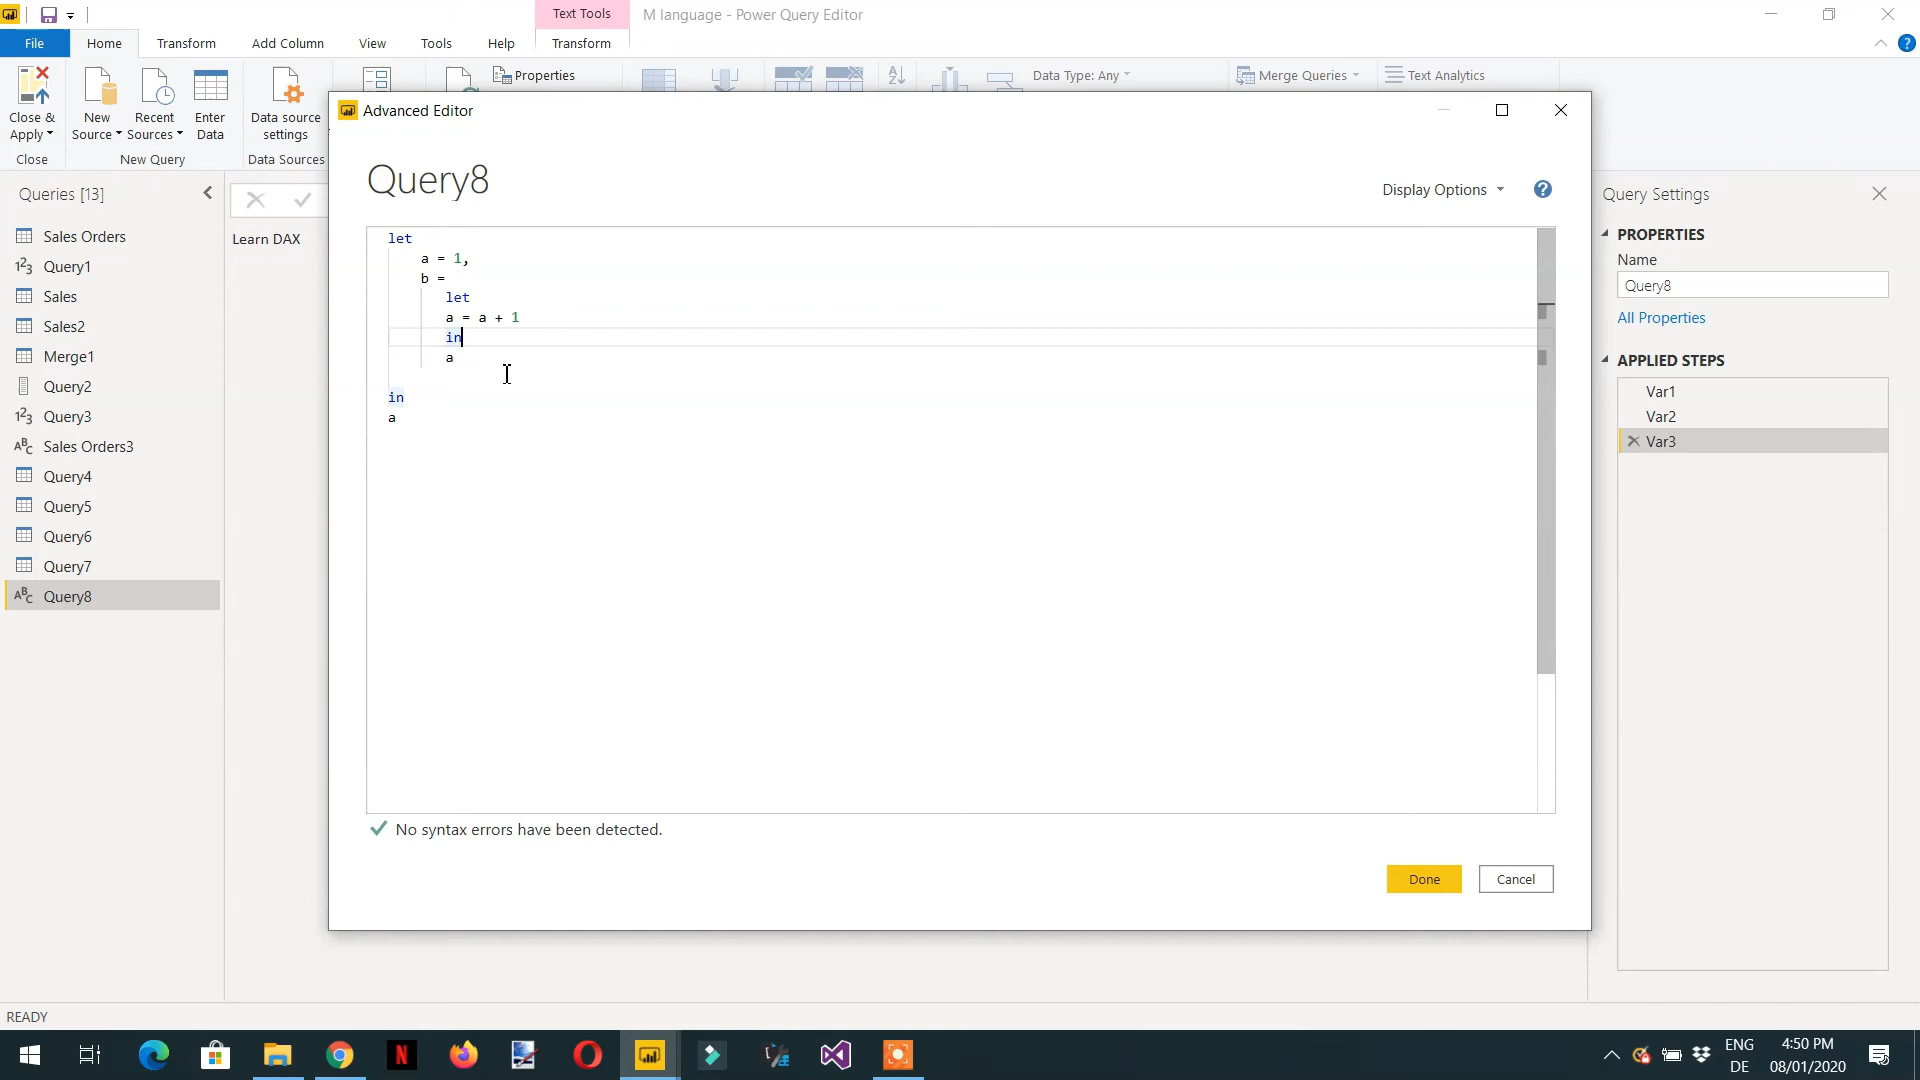 Text Tools
M language - Power Query Editor
File
Home
Transform
Add Column
View
Tools
Help
Transform
?
Properties
Data Type: Any
Merge Queries
Text Analytics
Close &
Apply
New
Source
Recent
Sources
Enter
Data
Data source
settings
Close
New Query
Data Sources
Advanced Editor
Queries [13]
Sales Orders
Query1
Sales
Sales2
Merge1
Query2
Query3
Sales Orders3
Query4
Query5
Query6
Query7
Query8
Learn DAX
Query8
Display Options
?
let
a = 1,
b =
let
a = a + 1
in
a
in
a
No syntax errors have been detected.
Done
Cancel
Query Settings
PROPERTIES
Name
Query8
All Properties
APPLIED STEPS
Var1
Var2
Var3
READY
ENG
DE
4:50 PM
08/01/2020